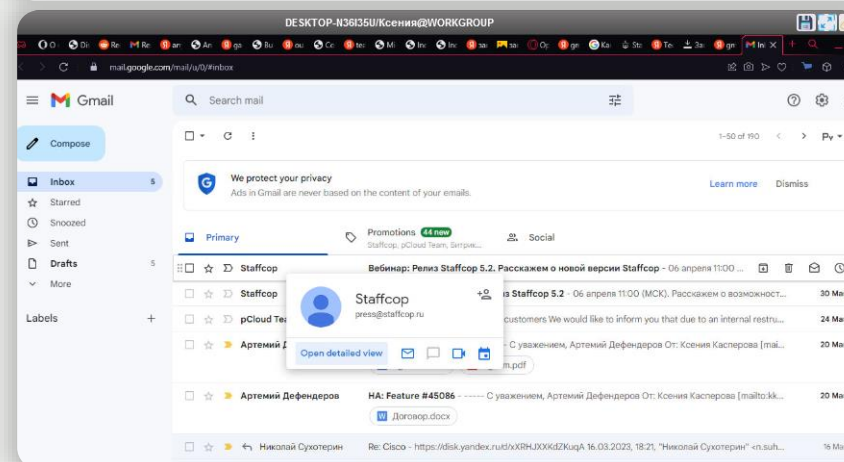 DESKTOP-N36I35U/Ксения@WORKGROUP
mail.google.com/mail/u/0/#inbox
Gmail
Search mail
Compose
1–50 of 190
Inbox 5
We protect your privacy
Ads in Gmail are never based on the content of your emails.
Learn more Dismiss
Starred
Snoozed
Sent
Drafts 5
More
Primary
Promotions 44 new
Staffcop, pCloud Team, Битрик...
Social
Labels
Staffcop Вебинар: Релиз Staffcop 5.2. Расскажем о новой версии Staffcop - 06 апреля 11:00 ...
Staffcop Staffcop 5.2 - 06 апреля 11:00 (МСК). Расскажем о возможност... 30 Ma
pCloud Tea customers We would like to inform you that due to an internal restru... 24 Ma
Артемий - С уважением, Артемий Дефендеров От: Ксения Касперова [mai... 20 Ma
Staffcop
press@staffcop.ru
Open detailed view
m.pdf
Артемий Дефендеров НА: Feature #45086 - ----- С уважением, Артемий Дефендеров От: Ксения Касперова [mailto:kk... 20 Ma
Договор.docx
Николай Сухотерин Re: Cisco - https://disk.yandex.ru/d/xXRHJXXKdZKuqA 16.03.2023, 18:21, "Николай Сухотерин" <n.suh... 16 Ma